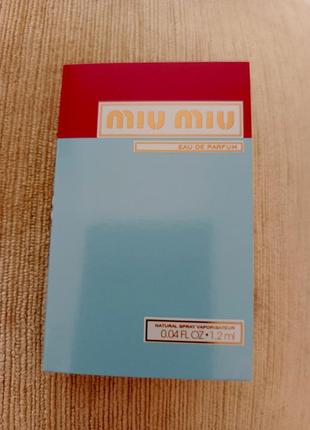 miu miu
EAU DE PARFUM
NATURAL SPRAY VAPORISATEUR
0.04 FL OZ • 1.2 ml